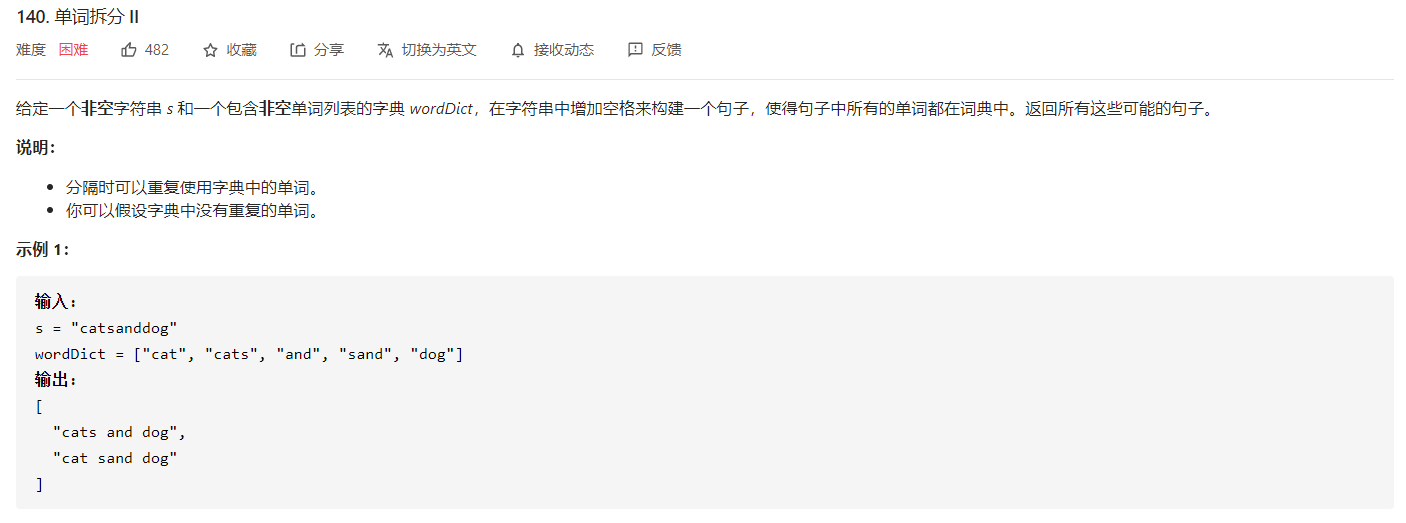 140. 单词拆分 II
难度 困难 482 收藏 分享 切换为英文 接收动态 反馈
给定一个非空字符串 s 和一个包含非空单词列表的字典 wordDict，在字符串中增加空格来构建一个句子，使得句子中所有的单词都在词典中。返回所有这些可能的句子。
说明：
分隔时可以重复使用字典中的单词。
你可以假设字典中没有重复的单词。
示例 1：
输入:
s = "catsanddog"
wordDict = ["cat", "cats", "and", "sand", "dog"]
输出:
[
"cats and dog",
"cat sand dog"
]